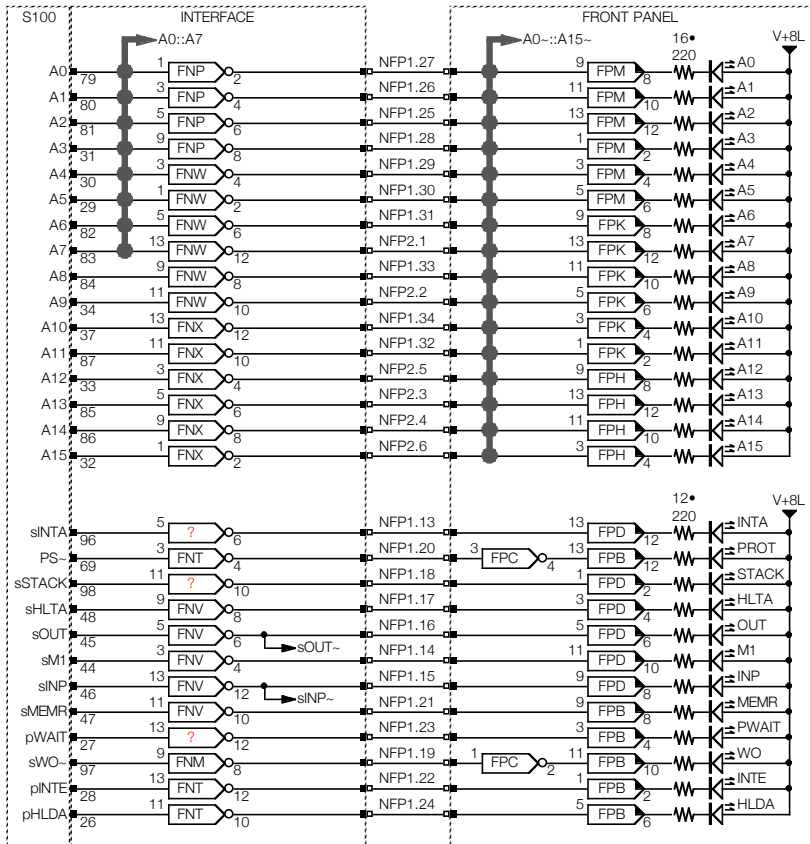 S100 INTERFACE FRONT PANEL
A0::A7 A0~::A15~ 16• V+8L
220
A0 79 1 FNP 2 NFP1.27 9 FPM 8 A0
A1 80 3 FNP 4 NFP1.26 11 FPM 10 A1
A2 81 5 FNP 6 NFP1.25 13 FPM 12 A2
A3 31 9 FNP 8 NFP1.28 1 FPM 2 A3
A4 30 3 FNW 4 NFP1.29 3 FPM 4 A4
A5 29 1 FNW 2 NFP1.30 5 FPM 6 A5
A6 82 5 FNW 6 NFP1.31 9 FPK 8 A6
A7 83 13 FNW 12 NFP2.1 13 FPK 12 A7
A8 84 9 FNW 8 NFP1.33 11 FPK 10 A8
A9 34 11 FNW 10 NFP2.2 5 FPK 6 A9
A10 37 13 FNX 12 NFP1.34 3 FPK 4 A10
A11 87 11 FNX 10 NFP1.32 1 FPK 2 A11
A12 33 3 FNX 4 NFP2.5 9 FPH 8 A12
A13 85 5 FNX 6 NFP2.3 13 FPH 12 A13
A14 86 9 FNX 8 NFP2.4 11 FPH 10 A14
A15 32 1 FNX 2 NFP2.6 3 FPH 4 A15
12• V+8L
220
sINTA 96 5 ? 6 NFP1.13 13 FPD 12 INTA
PS~ 69 3 FNT 4 NFP1.20 3 FPC 4 13 FPB 12 PROT
sSTACK 98 11 ? 10 NFP1.18 1 FPD 2 STACK
sHLTA 48 9 FNV 8 NFP1.17 3 FPD 4 HLTA
sOUT 45 5 FNV 6 sOUT~ NFP1.16 5 FPD 6 OUT
sM1 44 3 FNV 4 NFP1.14 11 FPD 10 M1
sINP 46 13 FNV 12 sINP~ NFP1.15 9 FPD 8 INP
sMEMR 47 11 FNV 10 NFP1.21 9 FPB 8 MEMR
pWAIT 27 13 ? 12 NFP1.23 3 FPB 4 PWAIT
sWO~ 97 9 FNM 8 NFP1.19 1 FPC 2 11 FPB 10 WO
pINTE 28 13 FNT 12 NFP1.22 1 FPB 2 INTE
pHLDA 26 11 FNT 10 NFP1.24 5 FPB 6 HLDA